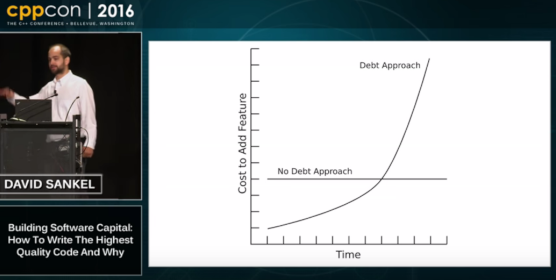 cppcon | 2016
THE C++ CONFERENCE • BELLEVUE, WASHINGTON
DAVID SANKEL
Building Software Capital:
How To Write The Highest
Quality Code And Why
Debt Approach
No Debt Approach
Cost to Add Feature
Time